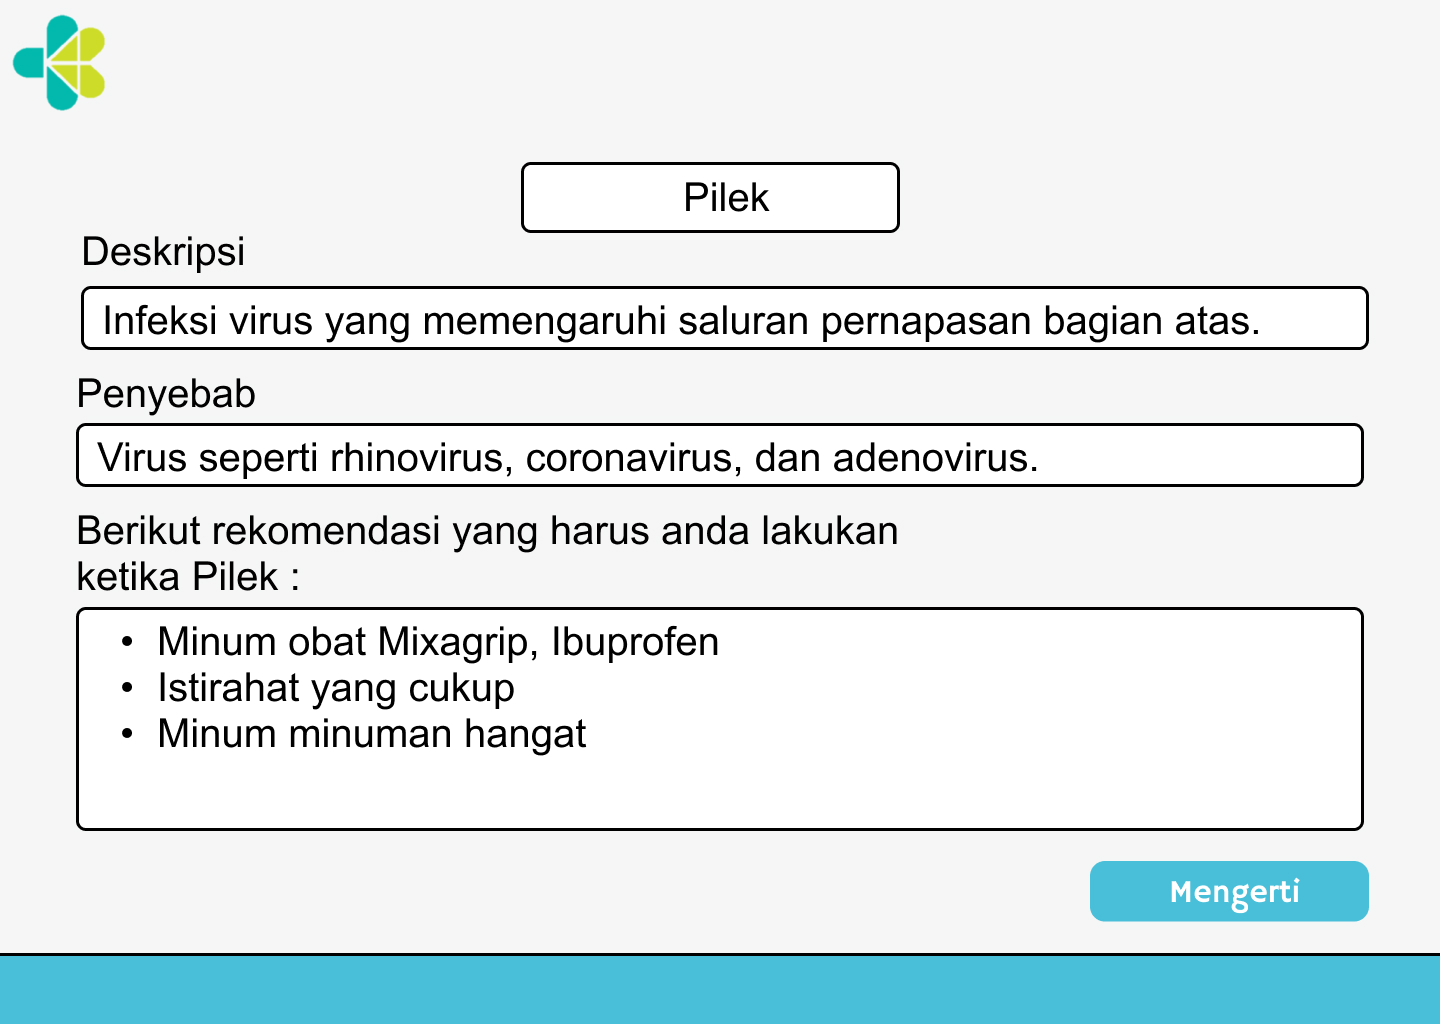 Pilek
Deskripsi
Infeksi virus yang memengaruhi saluran pernapasan bagian atas.
Penyebab
Virus seperti rhinovirus, coronavirus, dan adenovirus.
Berikut rekomendasi yang harus anda lakukan
ketika Pilek :
• Minum obat Mixagrip, Ibuprofen
• Istirahat yang cukup
• Minum minuman hangat
Mengerti